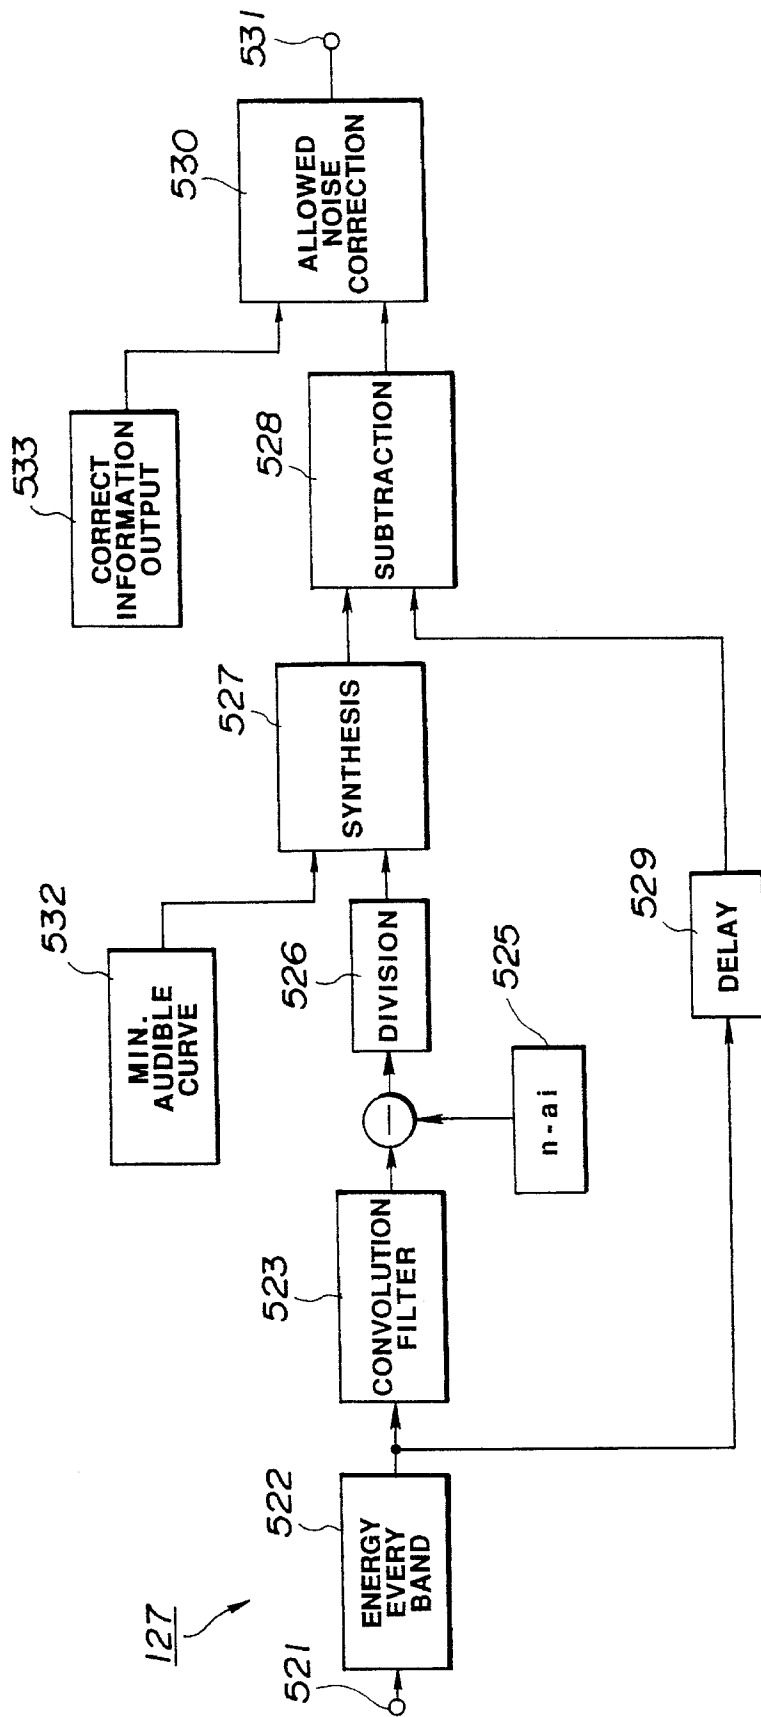 127
521
522
ENERGY
EVERY
BAND
523
CONVOLUTION
FILTER
525
n-ai
—
526
DIVISION
532
MIN.
AUDIBLE
CURVE
527
SYNTHESIS
529
DELAY
528
SUBTRACTION
533
CORRECT
INFORMATION
OUTPUT
530
ALLOWED
NOISE
CORRECTION
531